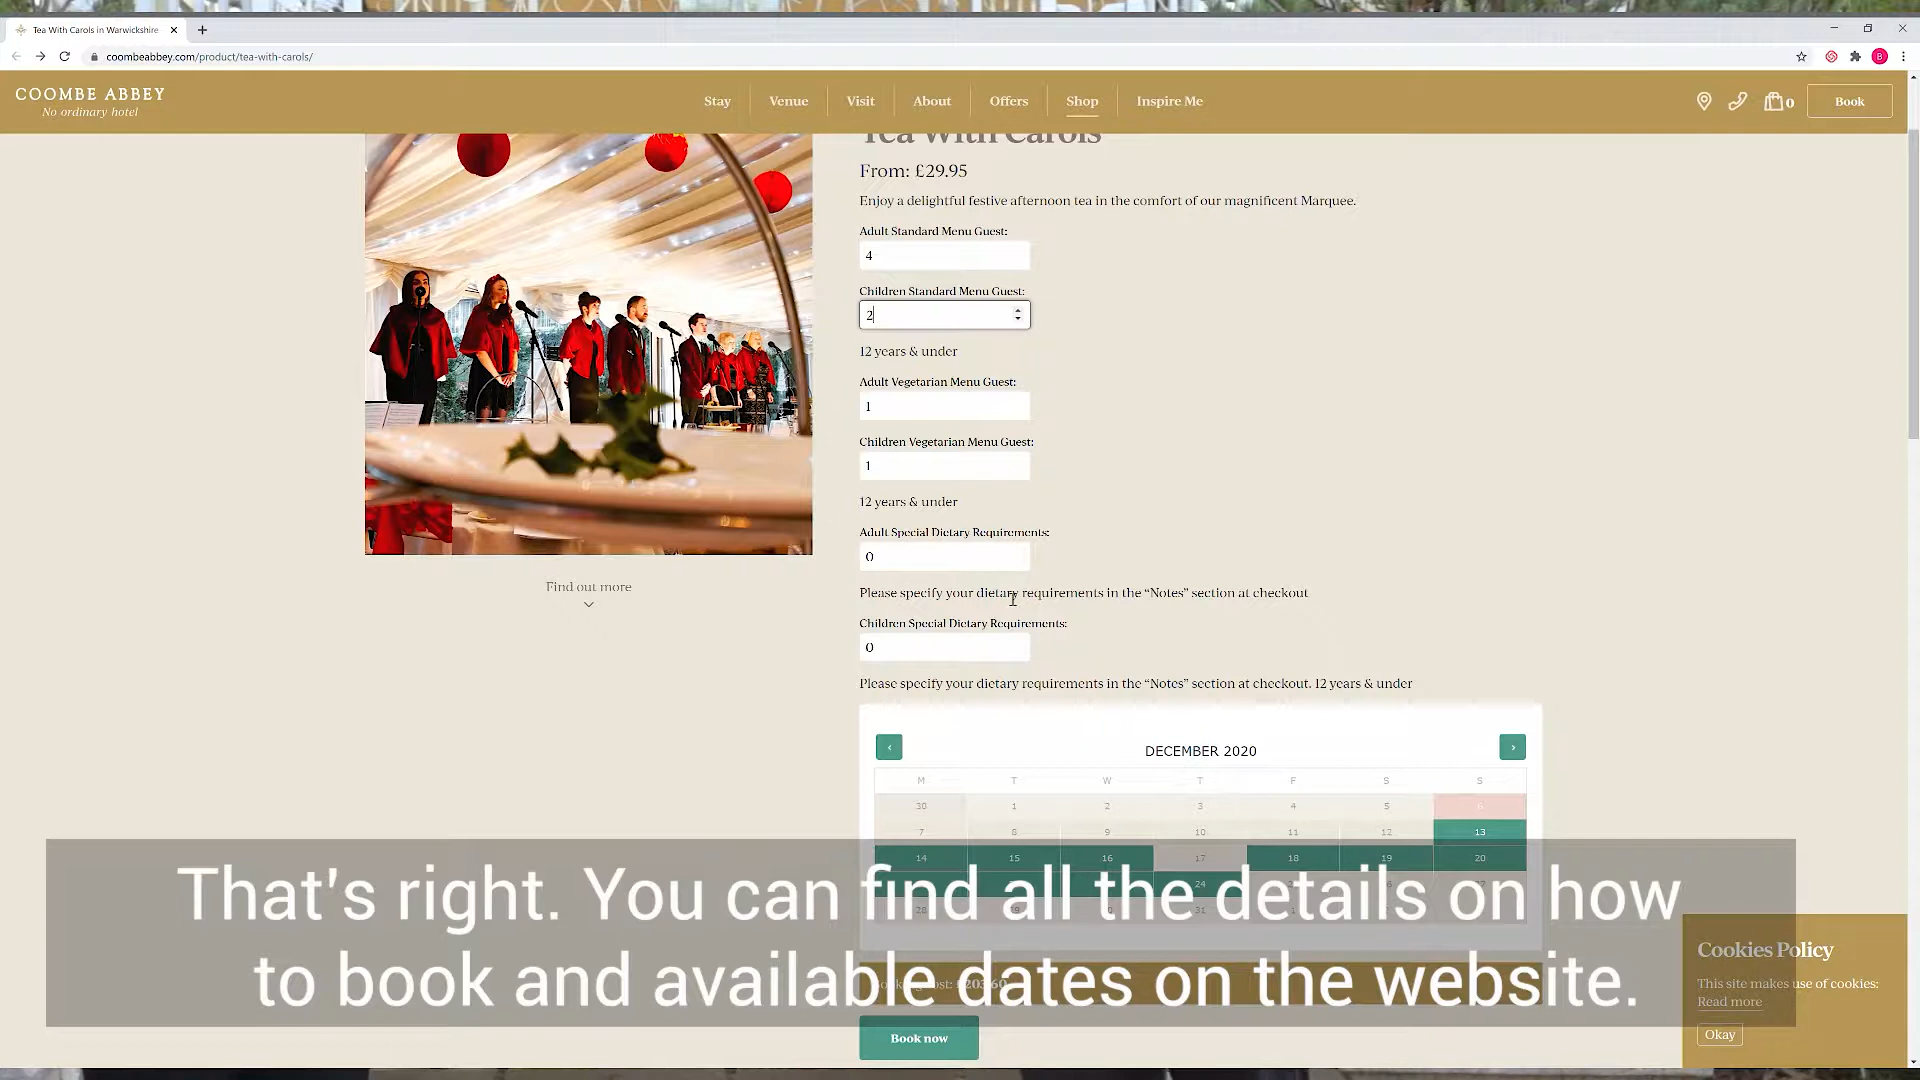 Tea With Carols in Warwickshire
coombeabbey.com/product/tea-with-carols/
B
COOMBE ABBEY
No ordinary hotel
Stay
Venue
Visit
About
Offers
Shop
Inspire Me
0
Book
Tea With Carols
From: £29.95
Enjoy a delightful festive afternoon tea in the comfort of our magnificent Marquee.
Adult Standard Menu Guest:
4
Children Standard Menu Guest:
2
12 years & under
Adult Vegetarian Menu Guest:
1
Children Vegetarian Menu Guest:
1
12 years & under
Adult Special Dietary Requirements:
0
Find out more
Please specify your dietary requirements in the “Notes” section at checkout
Children Special Dietary Requirements:
0
Please specify your dietary requirements in the “Notes” section at checkout. 12 years & under
‹ DECEMBER 2020 ›
M T W T F S S
30 1 2 3 4 5 6
7 8 9 10 11 12 13
14 15 16 17 18 19 20
24
28 29 31
That's right. You can find all the details on how
to book and available dates on the website.
Book now
Cookies Policy
This site makes use of cookies:
Read more
Okay